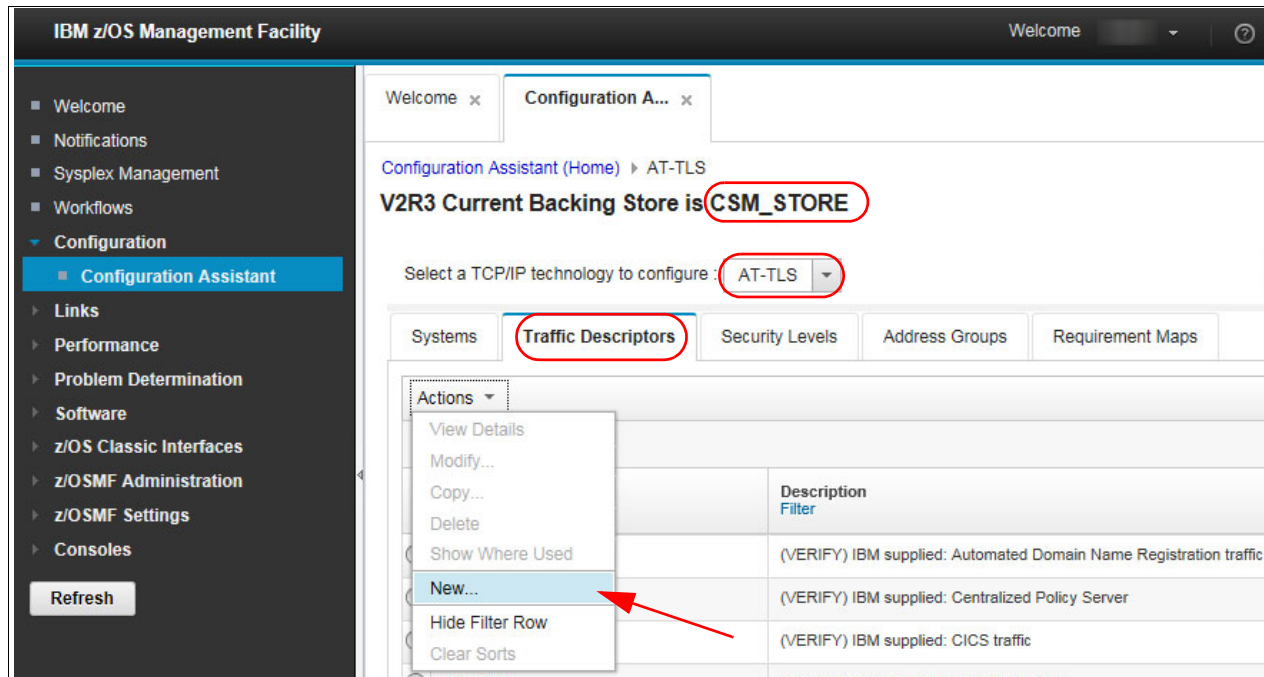 IBM z/OS Management Facility
Welcome
?
Welcome
Notifications
Sysplex Management
Workflows
Configuration
Configuration Assistant
Links
Performance
Problem Determination
Software
z/OS Classic Interfaces
z/OSMF Administration
z/OSMF Settings
Consoles
Refresh
Welcome x
Configuration A... x
Configuration Assistant (Home) AT-TLS
V2R3 Current Backing Store is CSM_STORE
Select a TCP/IP technology to configure : AT-TLS
Systems
Traffic Descriptors
Security Levels
Address Groups
Requirement Maps
Actions
View Details
Modify...
Copy...
Delete
Show Where Used
New...
Hide Filter Row
Clear Sorts
Description
Filter
(VERIFY) IBM supplied: Automated Domain Name Registration traffic
(VERIFY) IBM supplied: Centralized Policy Server
(VERIFY) IBM supplied: CICS traffic